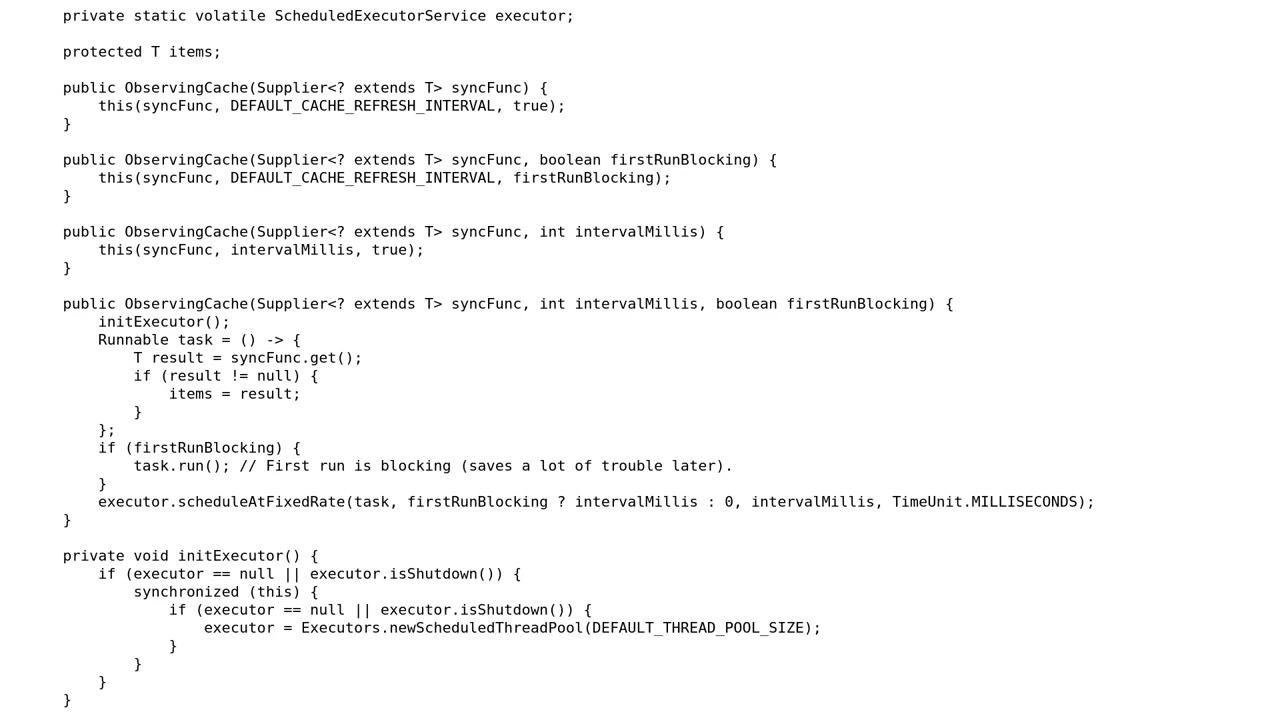 private static volatile ScheduledExecutorService executor;

protected T items;

public ObservingCache(Supplier<? extends T> syncFunc) {
    this(syncFunc, DEFAULT_CACHE_REFRESH_INTERVAL, true);
}

public ObservingCache(Supplier<? extends T> syncFunc, boolean firstRunBlocking) {
    this(syncFunc, DEFAULT_CACHE_REFRESH_INTERVAL, firstRunBlocking);
}

public ObservingCache(Supplier<? extends T> syncFunc, int intervalMillis) {
    this(syncFunc, intervalMillis, true);
}

public ObservingCache(Supplier<? extends T> syncFunc, int intervalMillis, boolean firstRunBlocking) {
    initExecutor();
    Runnable task = () -> {
        T result = syncFunc.get();
        if (result != null) {
            items = result;
        }
    };
    if (firstRunBlocking) {
        task.run(); // First run is blocking (saves a lot of trouble later).
    }
    executor.scheduleAtFixedRate(task, firstRunBlocking ? intervalMillis : 0, intervalMillis, TimeUnit.MILLISECONDS);
}

private void initExecutor() {
    if (executor == null || executor.isShutdown()) {
        synchronized (this) {
            if (executor == null || executor.isShutdown()) {
                executor = Executors.newScheduledThreadPool(DEFAULT_THREAD_POOL_SIZE);
            }
        }
    }
}